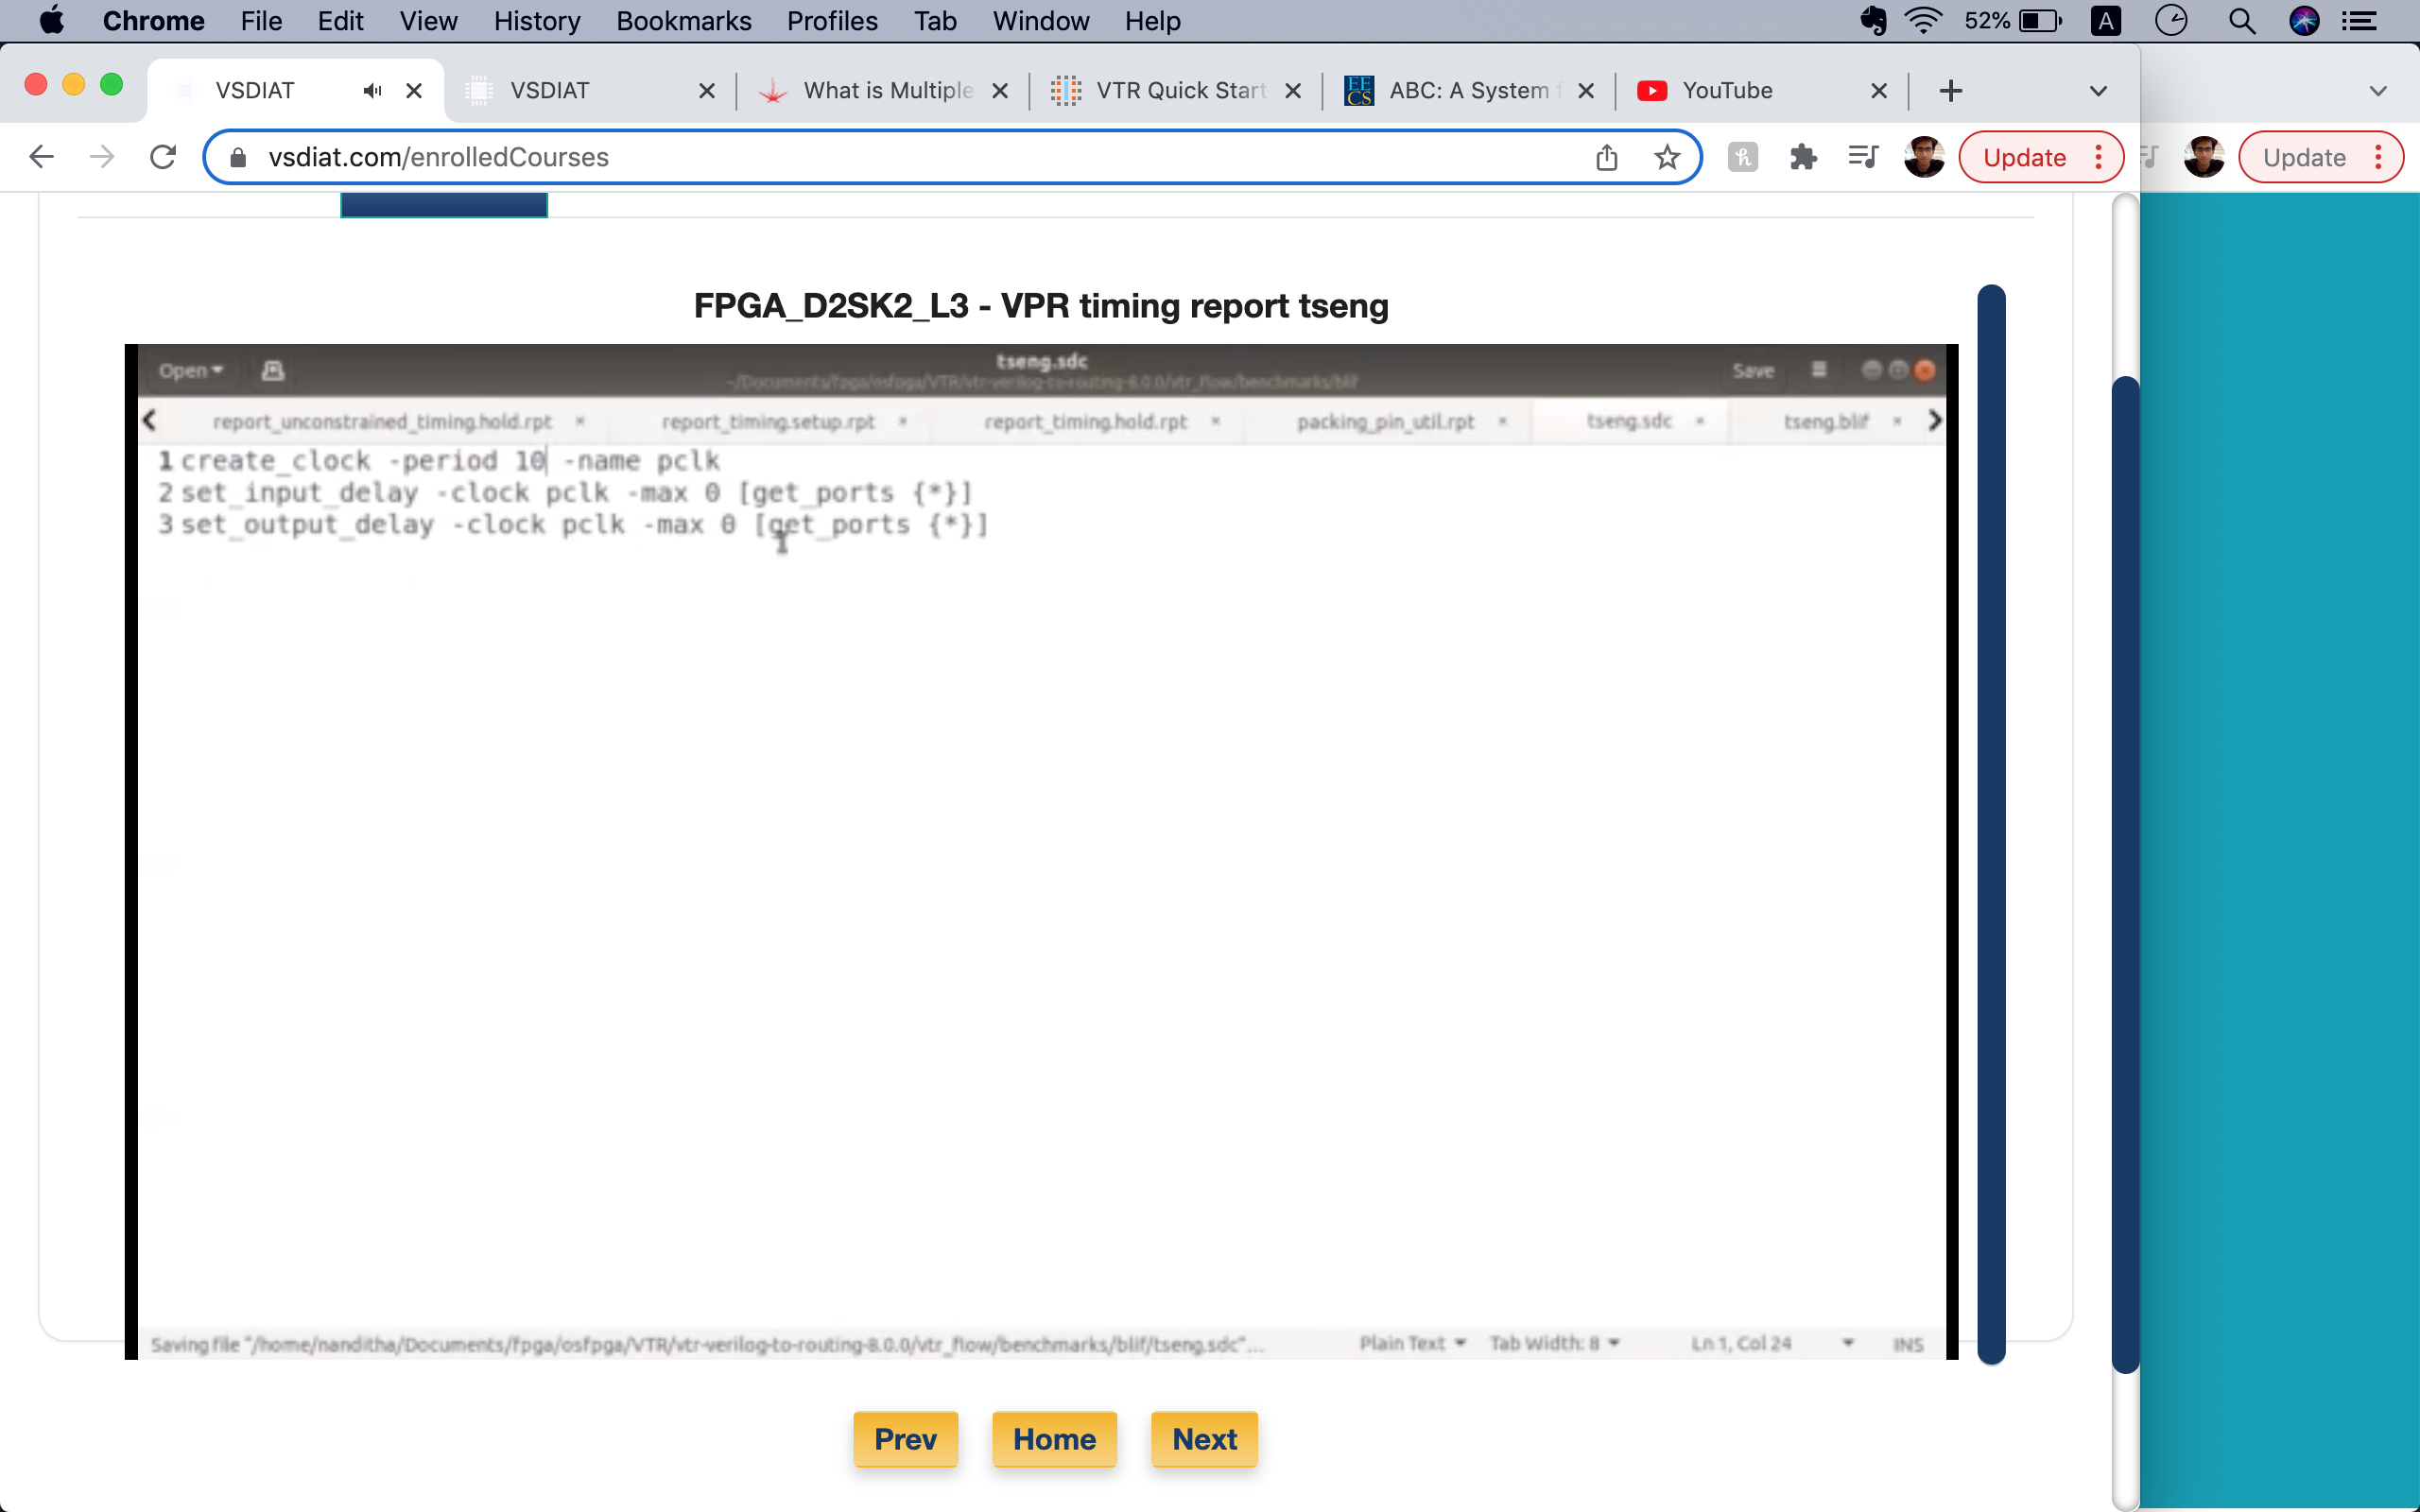 Chrome File Edit View History Bookmarks Profiles Tab Window Help 52% A
VSDIAT VSDIAT What is Multiple VTR Quick Start EECS ABC: A System f YouTube
vsdiat.com/enrolledCourses Update Update
FPGA_D2SK2_L3 - VPR timing report tseng
Open tseng.sdc Save
~/Documents/fpga/osfpga/VTR/vtr-verilog-to-routing-8.0.0/vtr_flow/benchmarks/blif
report_unconstrained_timing.hold.rpt report_timing.setup.rpt report_timing.hold.rpt packing_pin_util.rpt tseng.sdc tseng.blif
1 create_clock -period 10 -name pclk
2 set_input_delay -clock pclk -max 0 [get_ports {*}]
3 set_output_delay -clock pclk -max 0 [get_ports {*}]
Saving file "/home/nanditha/Documents/fpga/osfpga/VTR/vtr-verilog-to-routing-8.0.0/vtr_flow/benchmarks/blif/tseng.sdc"... Plain Text Tab Width: 8 Ln 1, Col 24 INS
Prev Home Next